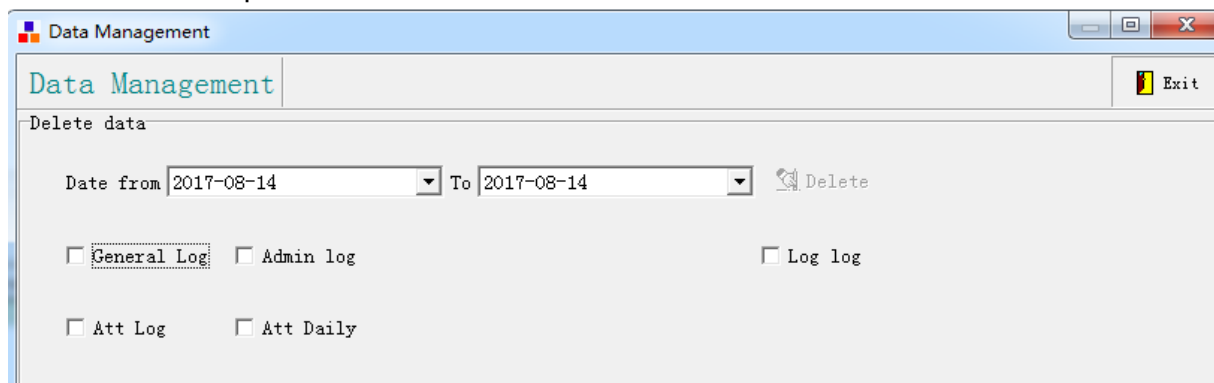 Data Management
Data Management Exit
Delete data
Date from 2017-08-14 To 2017-08-14 Delete
General Log Admin log Log log
Att Log Att Daily